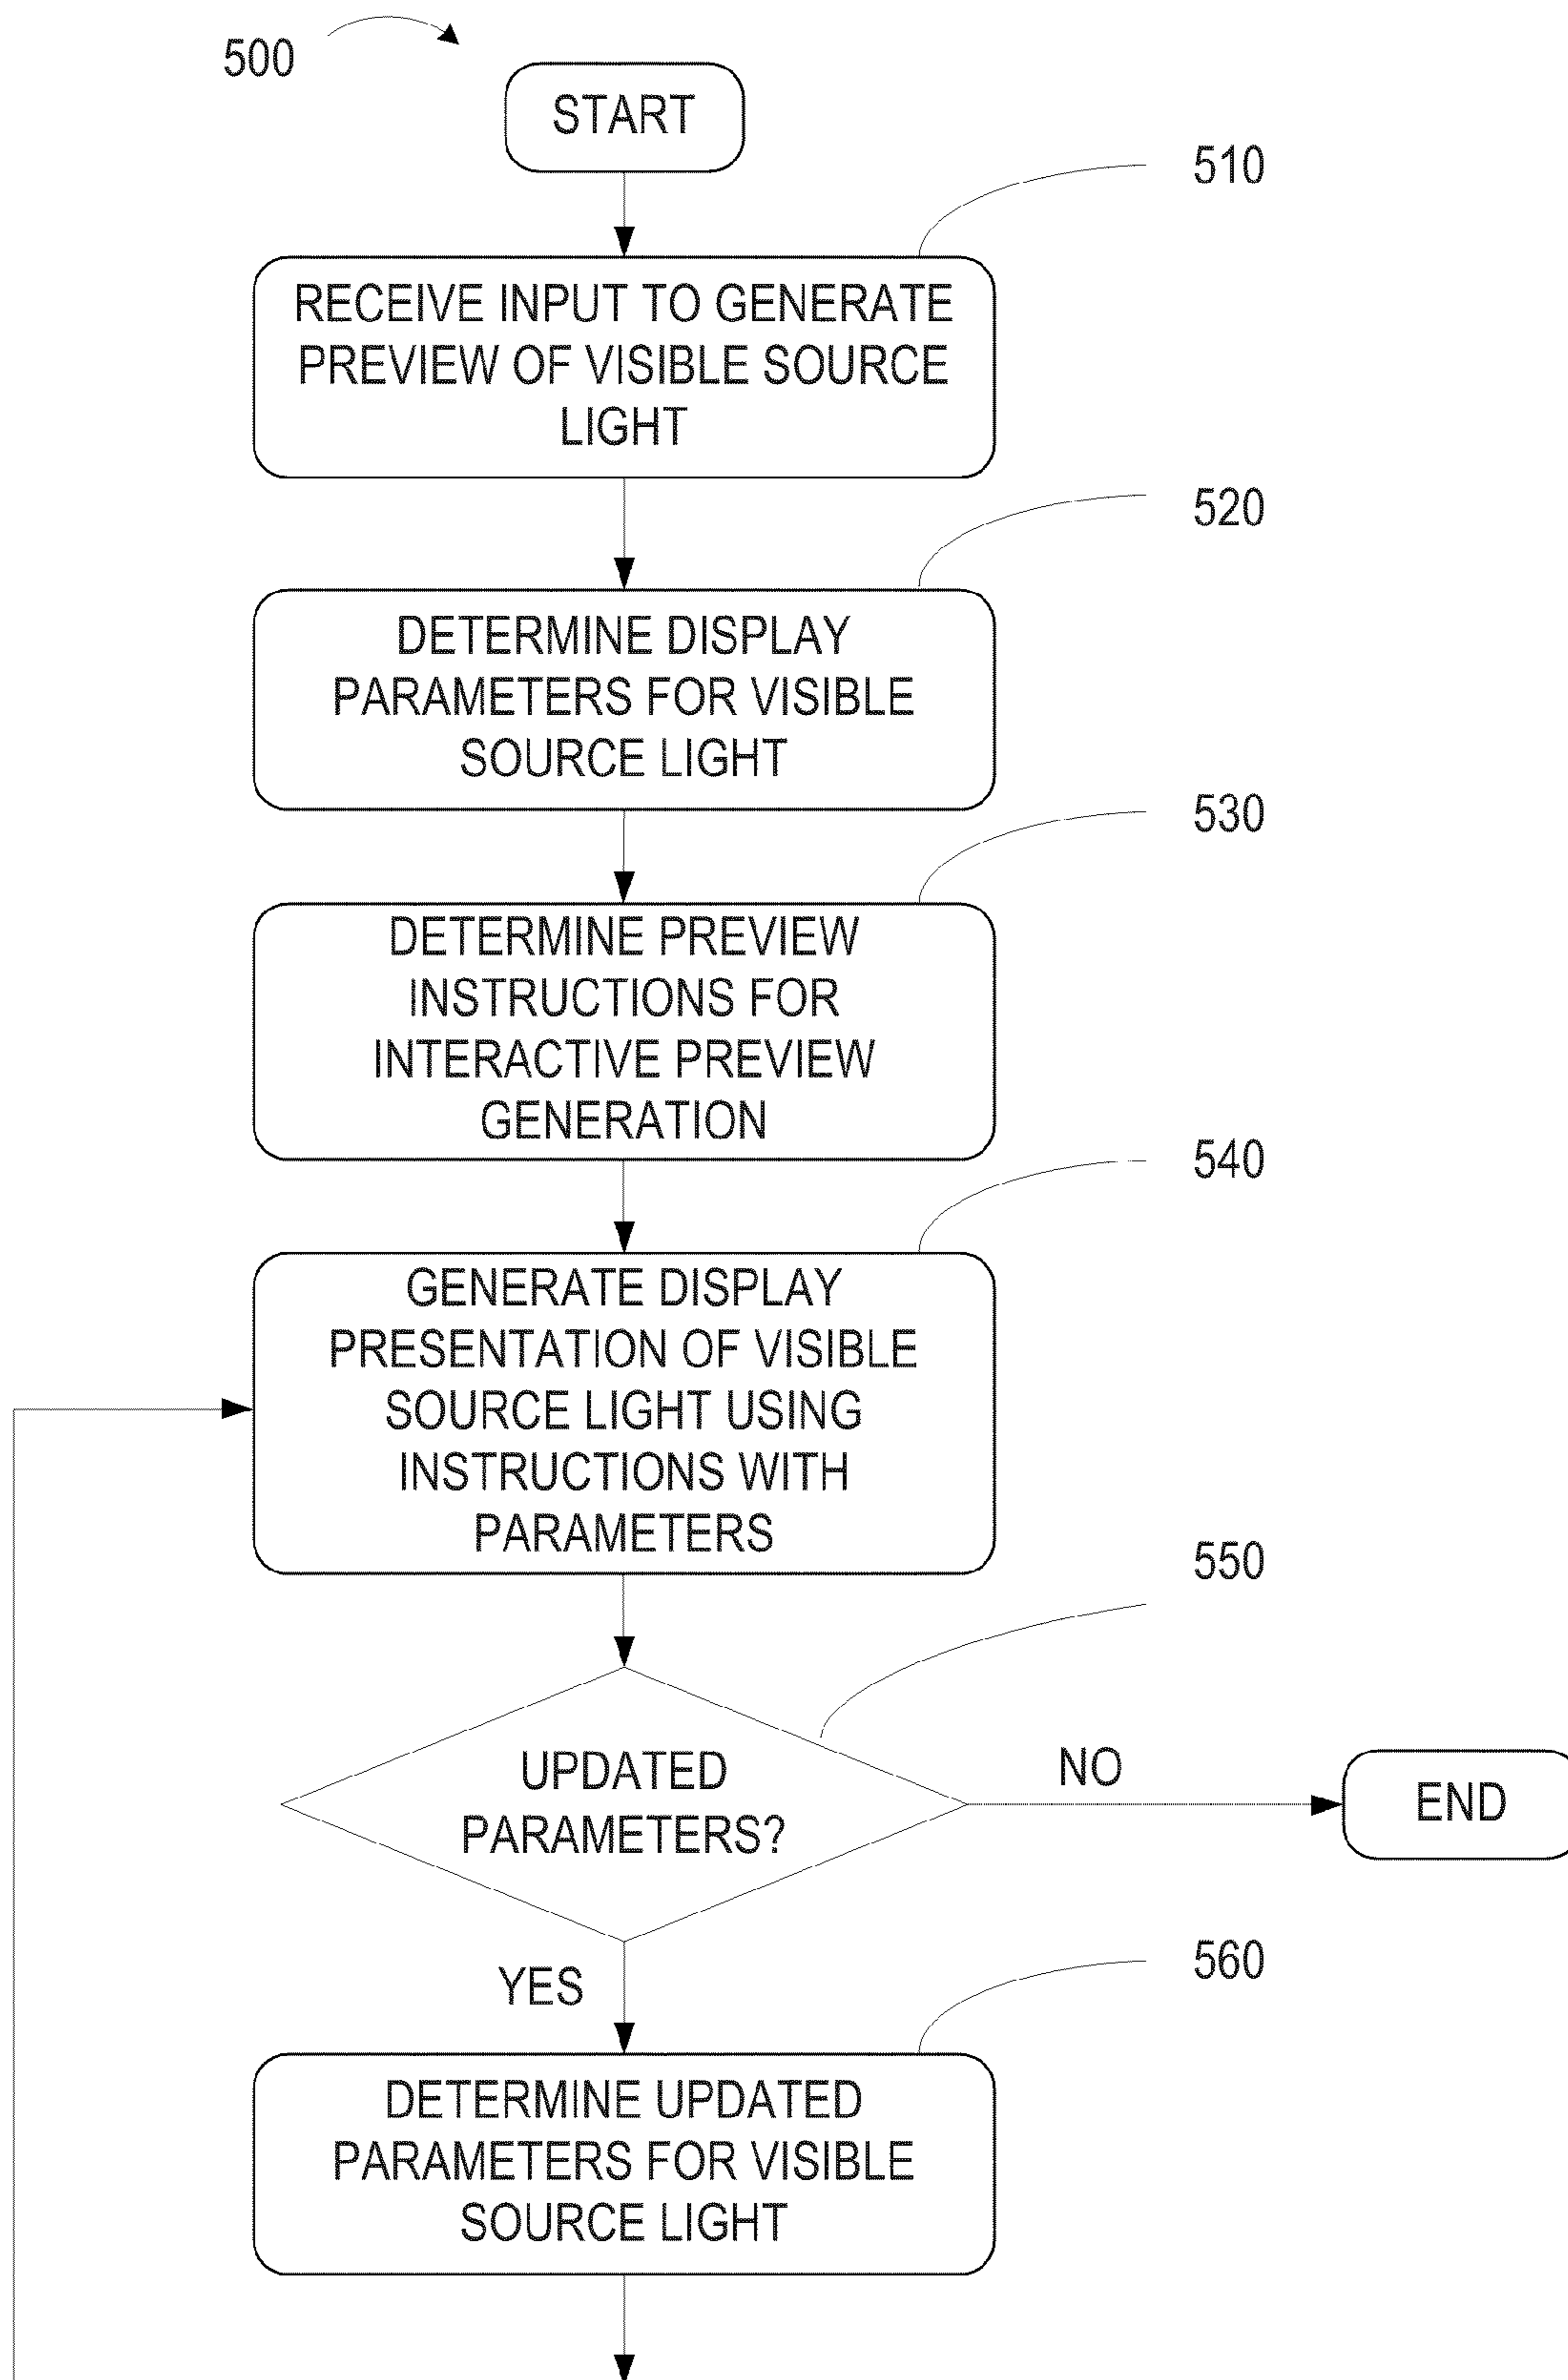 500
START
510
RECEIVE INPUT TO GENERATE
PREVIEW OF VISIBLE SOURCE
LIGHT
520
DETERMINE DISPLAY
PARAMETERS FOR VISIBLE
SOURCE LIGHT
530
DETERMINE PREVIEW
INSTRUCTIONS FOR
INTERACTIVE PREVIEW
GENERATION
540
GENERATE DISPLAY
PRESENTATION OF VISIBLE
SOURCE LIGHT USING
INSTRUCTIONS WITH
PARAMETERS
550
UPDATED
PARAMETERS?
NO
END
YES
560
DETERMINE UPDATED
PARAMETERS FOR VISIBLE
SOURCE LIGHT